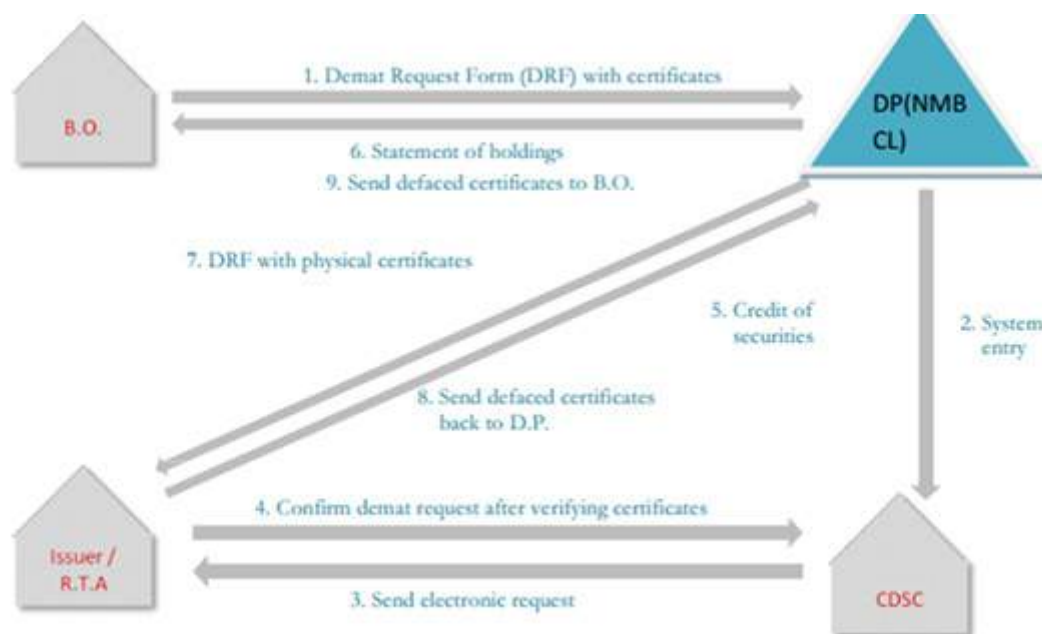 1. Demat Request Form (DRF) with certificates
B.O.
DP(NMB
CL)
6. Statement of holdings
9. Send defaced certificates to B.O.
7. DRF with physical certificates
5. Credit of
securities
2. System
entry
8. Send defaced certificates
back to D.P.
4. Confirm demat request after verifying certificates
Issuer /
R.T.A
CDSC
3. Send electronic request